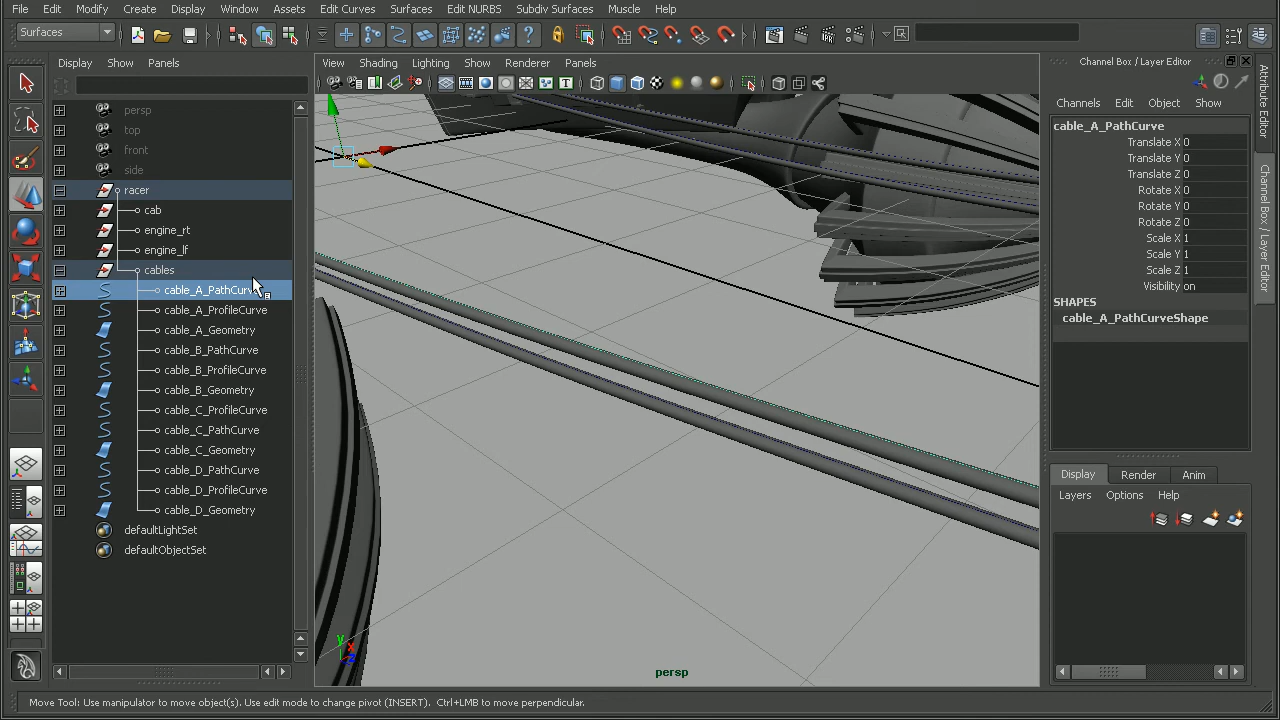 File Edit Modify Create Display Window Assets Edit Curves Surfaces Edit NURBS Subdiv Surfaces Muscle Help
Surfaces
Display Show Panels
View Shading Lighting Show Renderer Panels
Channel Box / Layer Editor
Channels Edit Object Show
persp
top
front
side
racer
cab
engine_rt
engine_lf
cables
cable_A_PathCurve
cable_A_ProfileCurve
cable_A_Geometry
cable_B_PathCurve
cable_B_ProfileCurve
cable_B_Geometry
cable_C_ProfileCurve
cable_C_PathCurve
cable_C_Geometry
cable_D_PathCurve
cable_D_ProfileCurve
cable_D_Geometry
defaultLightSet
defaultObjectSet
y
x
z
persp
cable_A_PathCurve
Translate X 0
Translate Y 0
Translate Z 0
Rotate X 0
Rotate Y 0
Rotate Z 0
Scale X 1
Scale Y 1
Scale Z 1
Visibility on
SHAPES
cable_A_PathCurveShape
Display Render Anim
Layers Options Help
Attribute Editor
Channel Box / Layer Editor
Move Tool: Use manipulator to move object(s). Use edit mode to change pivot (INSERT). Ctrl+LMB to move perpendicular.